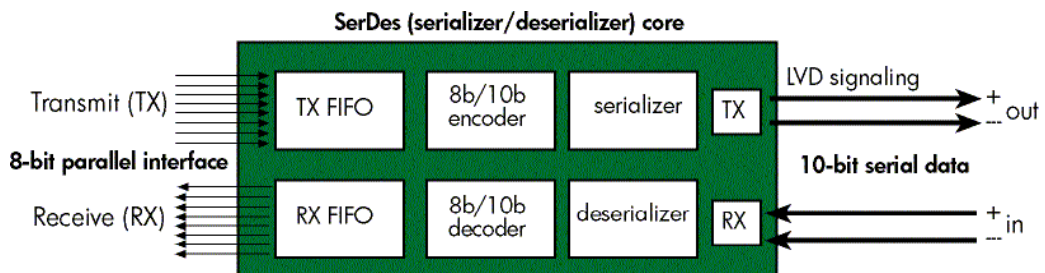 SerDes (serializer/deserializer) core
Transmit (TX)
TX FIFO
8b/10b
encoder
serializer
TX
LVD signaling
+
---
out
8-bit parallel interface
10-bit serial data
Receive (RX)
RX FIFO
8b/10b
decoder
deserializer
RX
+
---
in